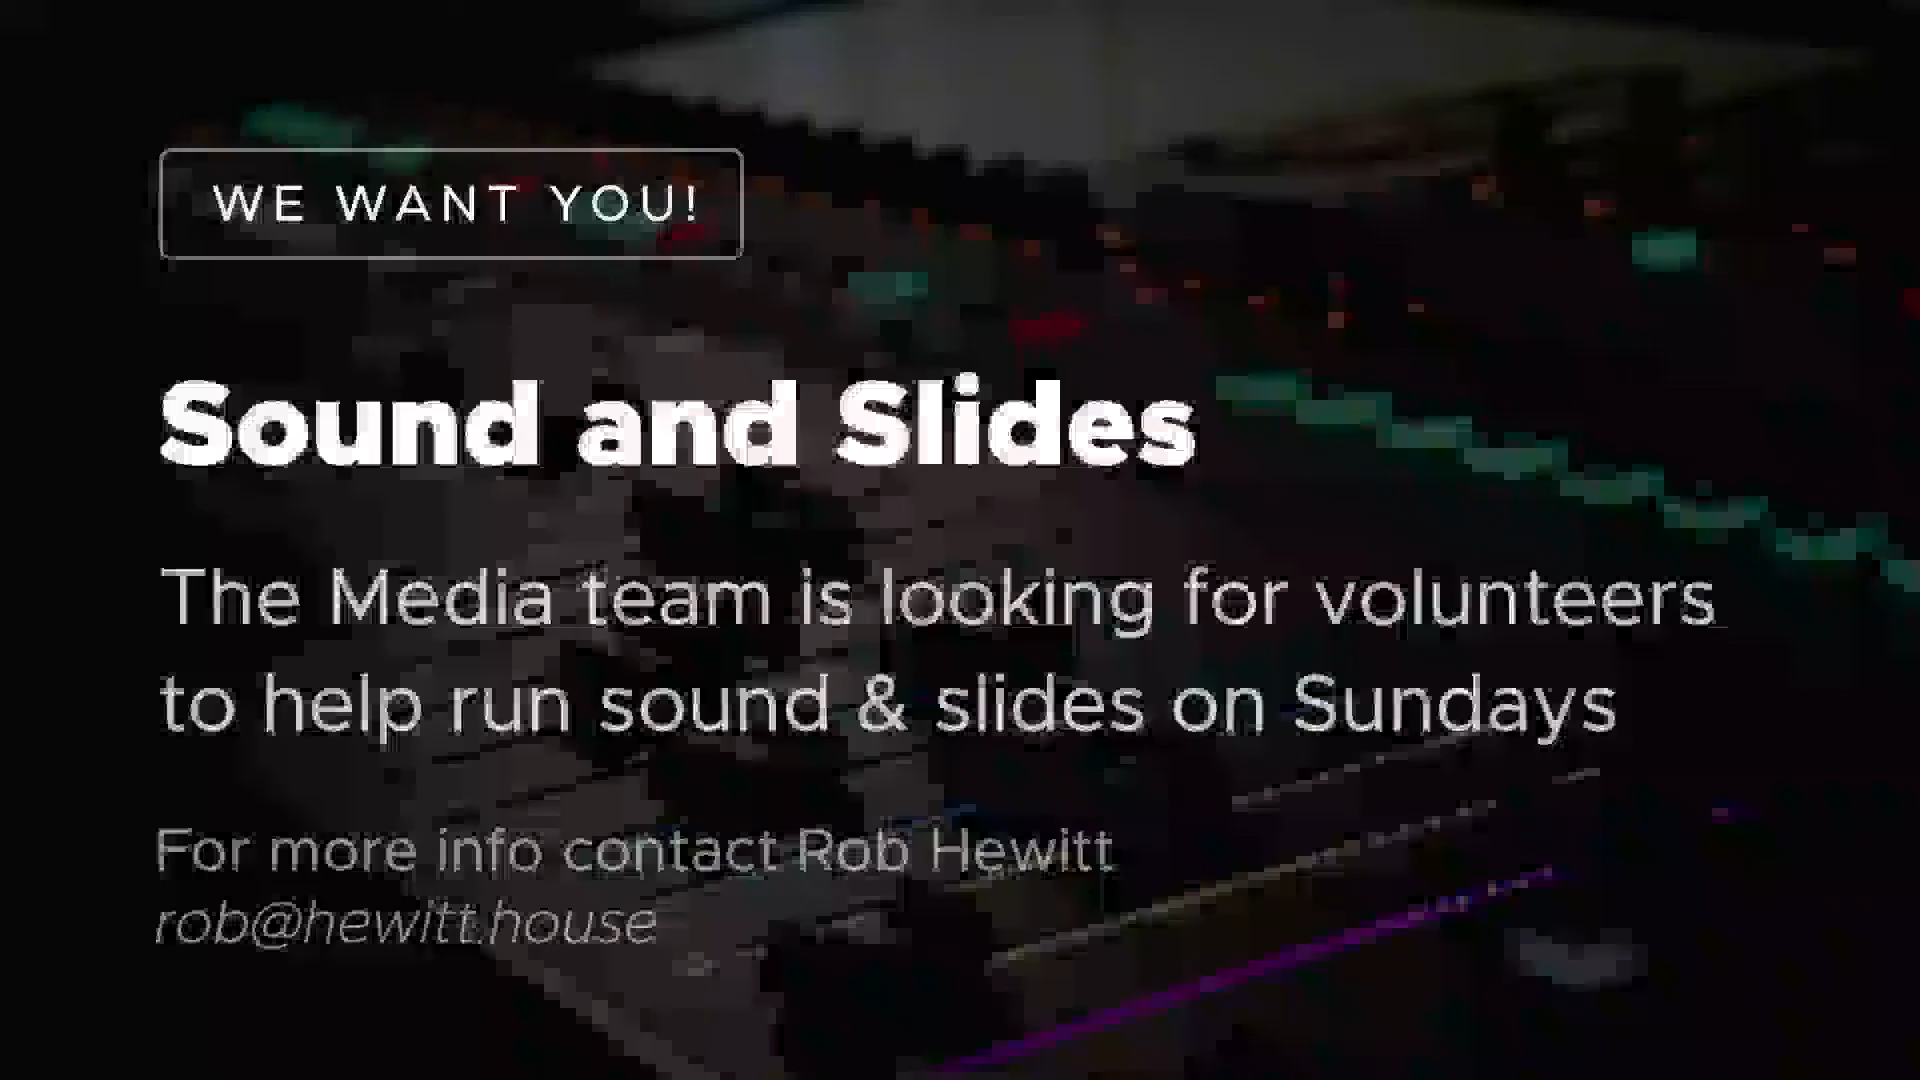 WE WANT YOU!
Sound and Slides
The Media team is looking for volunteers
to help run sound & slides on Sundays
For more info contact Rob Hewitt
rob@hewitt.house